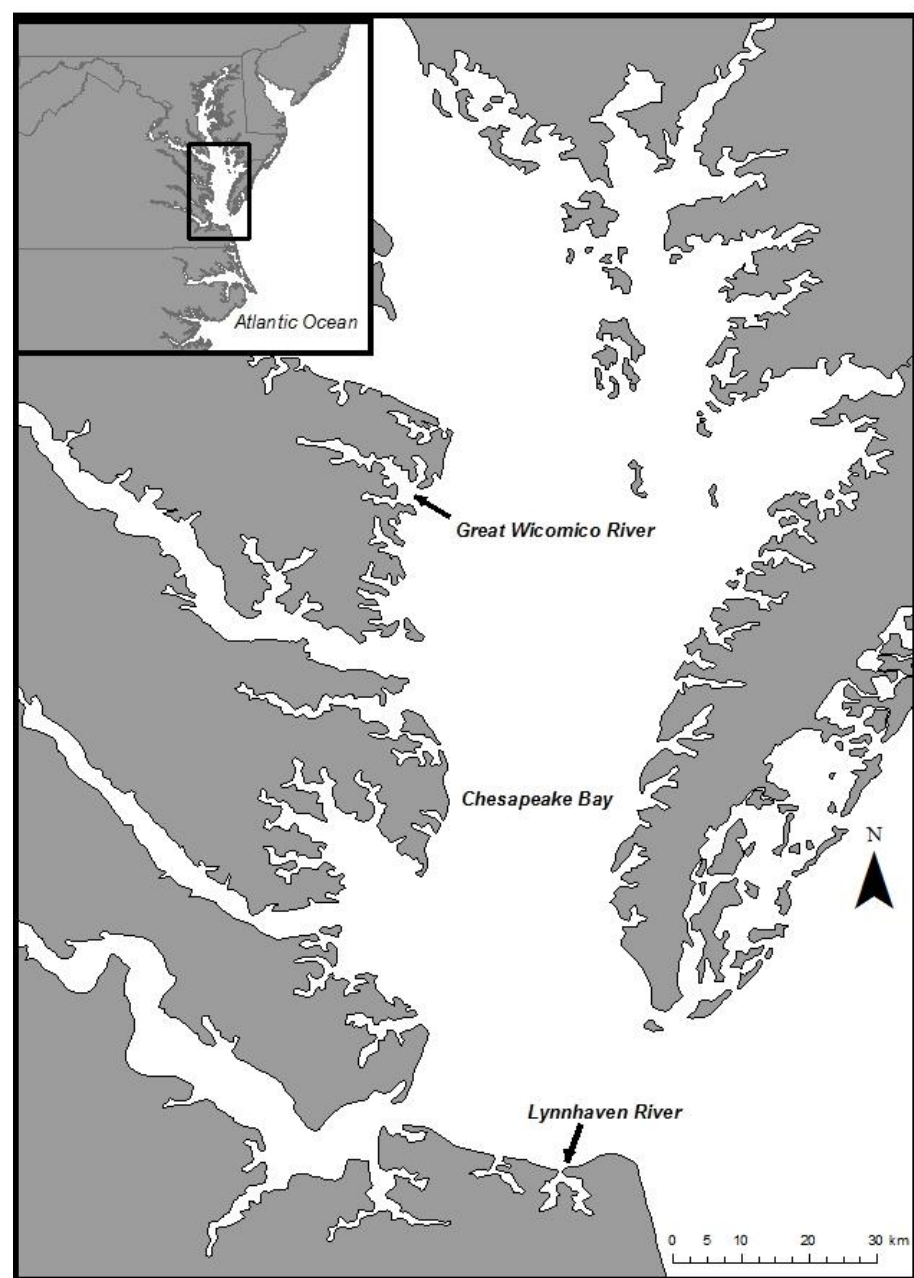 Atlantic Ocean
Great Wicomico River
Chesapeake Bay
N
Lynnhaven River
0 5 10 20 30 km